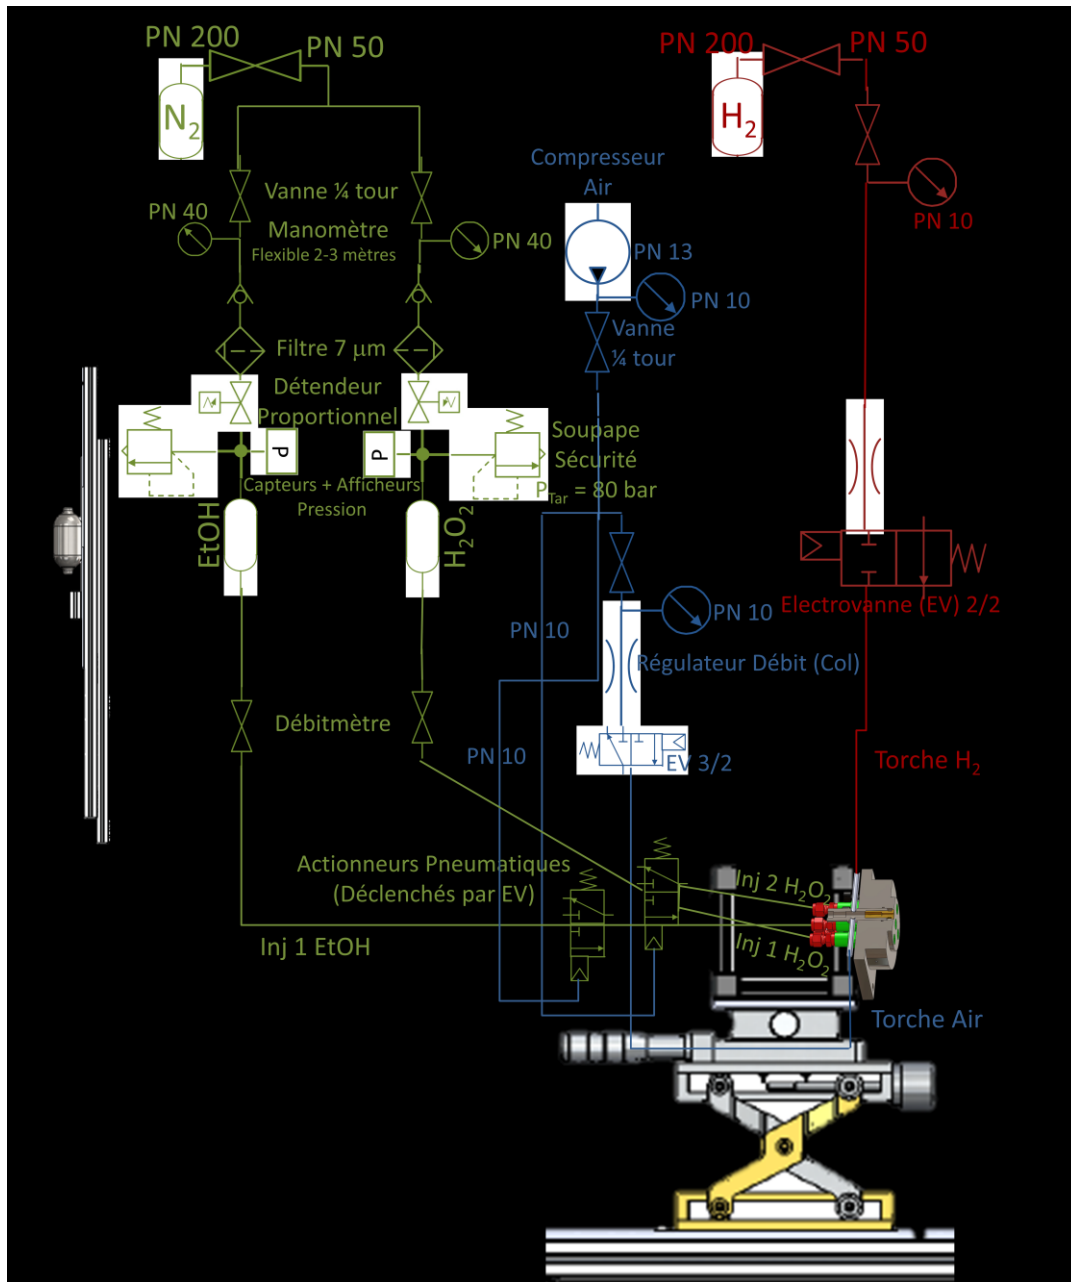 PN 200
PN 50
N2
PN 200
PN 50
H2
Compresseur
Air
Vanne ¼ tour
PN 40
Manomètre
Flexible 2-3 mètres
PN 40
PN 10
PN 13
PN 10
Vanne
¼ tour
Filtre 7 µm
Détendeur
Proportionnel
P
P
Soupape
Sécurité
PTar = 80 bar
Capteurs + Afficheurs
Pression
EtOH
H2O2
PN 10
PN 10
Electrovanne (EV) 2/2
Régulateur Débit (Col)
Débitmètre
PN 10
EV 3/2
Torche H2
Actionneurs Pneumatiques
(Déclenchés par EV)
Inj 2 H2O2
Inj 1 EtOH
Inj 1 H2O2
Torche Air